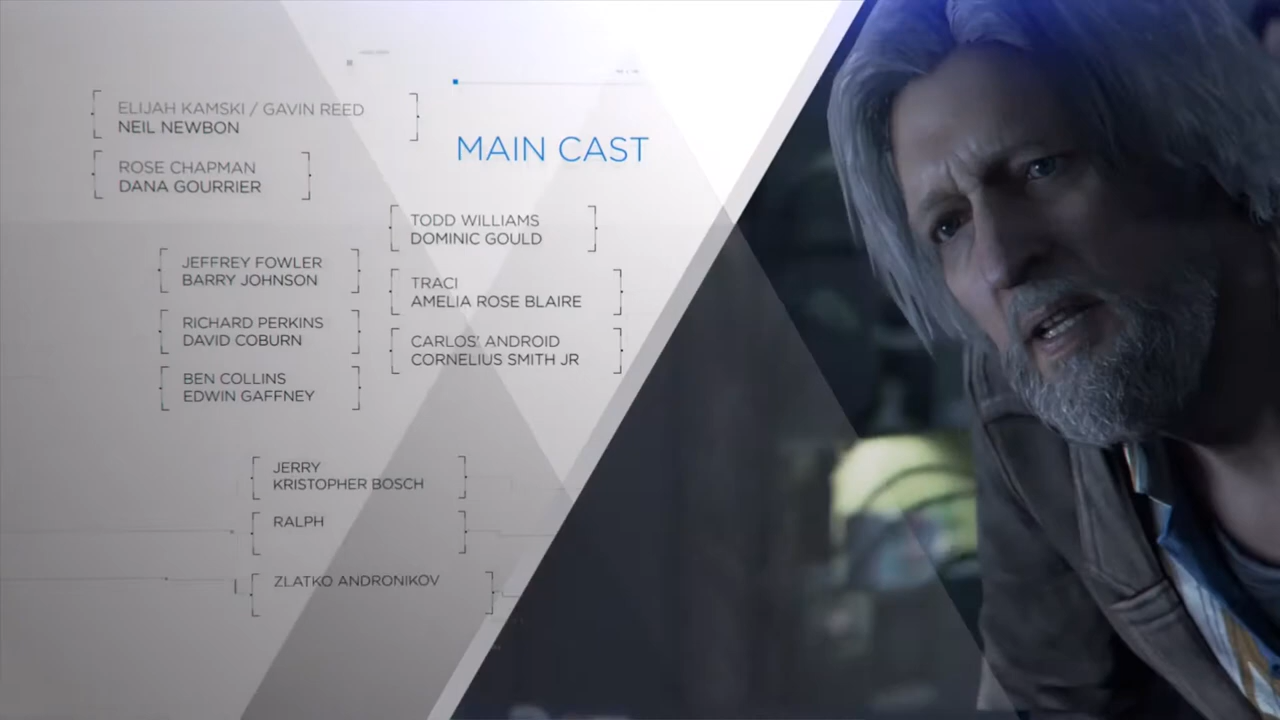 ELIJAH KAMSKI / GAVIN REED
NEIL NEWBON
ROSE CHAPMAN
DANA GOURRIER
MAIN CAST
TODD WILLIAMS
DOMINIC GOULD
JEFFREY FOWLER
BARRY JOHNSON
TRACI
AMELIA ROSE BLAIRE
RICHARD PERKINS
DAVID COBURN
CARLOS' ANDROID
CORNELIUS SMITH JR
BEN COLLINS
EDWIN GAFFNEY
JERRY
KRISTOPHER BOSCH
RALPH
ZLATKO ANDRONIKOV